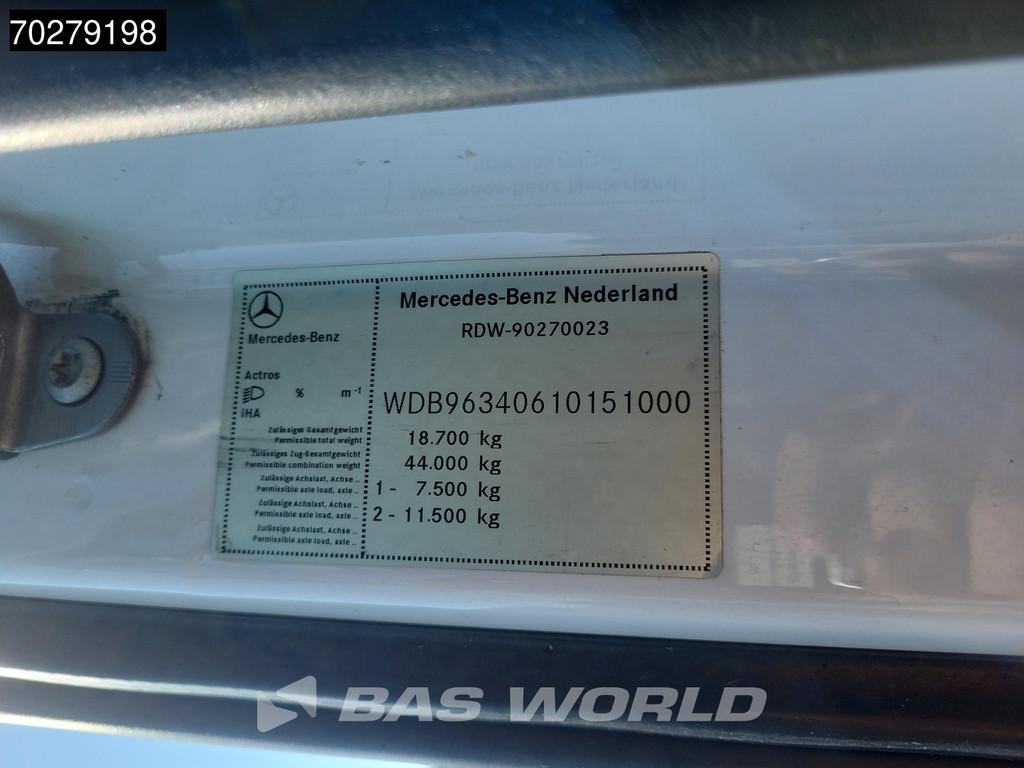 70279198
Mercedes-Benz Nederland
RDW-90270023
Mercedes-Benz
Actros
% m⁻¹
iHA
WDB96340610151000
Zulässiges Gesamtgewicht
Permissible total weight
18.700 kg
Zulässiges Zug-Gesamtgewicht
Permissible combination weight
44.000 kg
Zulässige Achslast, Achse ..
Permissible axle load, axle ..
1 - 7.500 kg
Zulässige Achslast, Achse ..
Permissible axle load, axle ..
2 - 11.500 kg
Zulässige Achslast, Achse ..
Permissible axle load, axle ..
BAS WORLD